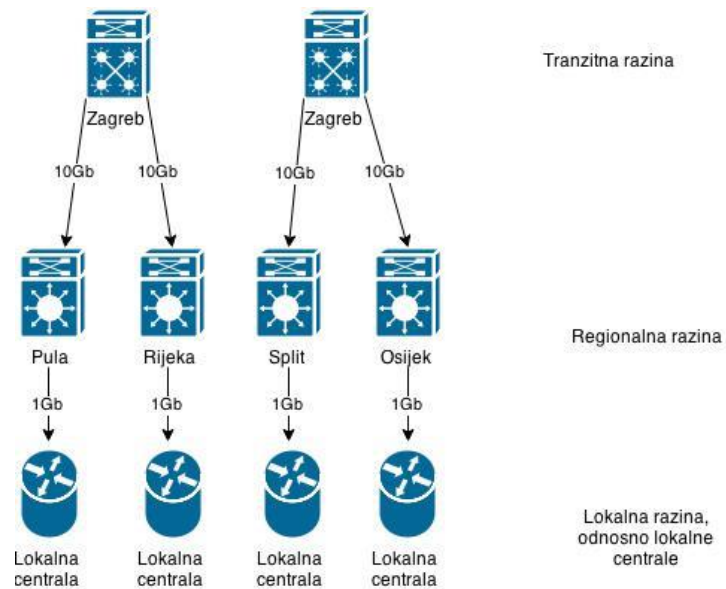 Tranzitna razina
Zagreb
Zagreb
10Gb
10Gb
10Gb
10Gb
Pula
Rijeka
Split
Osijek
Regionalna razina
1Gb
1Gb
1Gb
1Gb
Lokalna
centrala
Lokalna
centrala
Lokalna
centrala
Lokalna
centrala
Lokalna razina,
odnosno lokalne
centrale